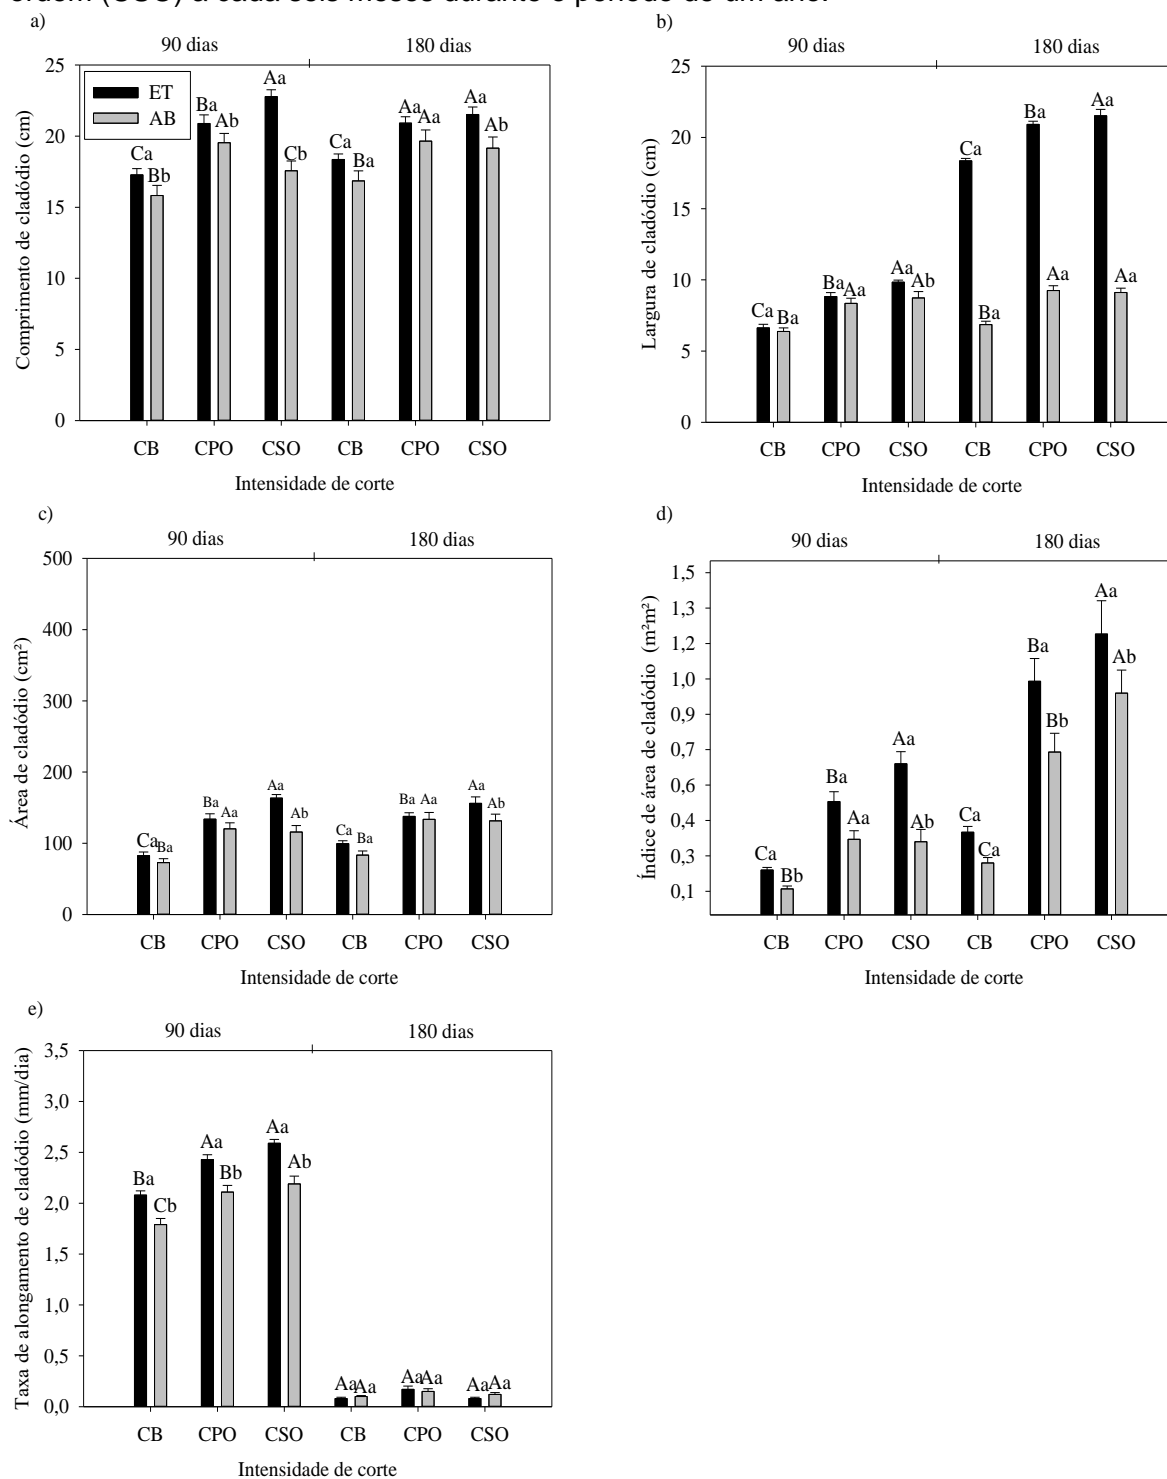 ordem (CSO) a cada seis meses durante o período de um ano.
a)
90 dias 180 dias
25
20
15
10
5
0
Comprimento de cladódio (cm)
ET
AB
Ca Bb Ba Ab Aa Cb Ca Ba Aa Aa Aa Ab
CB CPO CSO CB CPO CSO
Intensidade de corte
b)
90 dias 180 dias
25
20
15
10
5
0
Largura de cladódio (cm)
Ca Ba Ba Aa Aa Ab Ca Ba Ba Aa Aa Aa
CB CPO CSO CB CPO CSO
Intensidade de corte
c)
90 dias 180 dias
500
400
300
200
100
0
Área de cladódio (cm²)
Ca Ba Ba Aa Aa Ab Ca Ba Ba Aa Aa Ab
CB CPO CSO CB CPO CSO
Intensidade de corte
d)
90 dias 180 dias
1,5
1,3
1,2
1,0
0,9
0,7
0,6
0,4
0,3
0,1
Índice de área de cladódio (m²m²)
Ca Bb Ba Aa Aa Ab Ca Ca Ba Bb Aa Ab
CB CPO CSO CB CPO CSO
Intensidade de corte
e)
90 dias 180 dias
3,5
3,0
2,5
2,0
1,5
1,0
0,5
0,0
Taxa de alongamento de cladódio (mm/dia)
Ba Cb Aa Bb Aa Ab Aa Aa Aa Aa Aa Aa
CB CPO CSO CB CPO CSO
Intensidade de corte